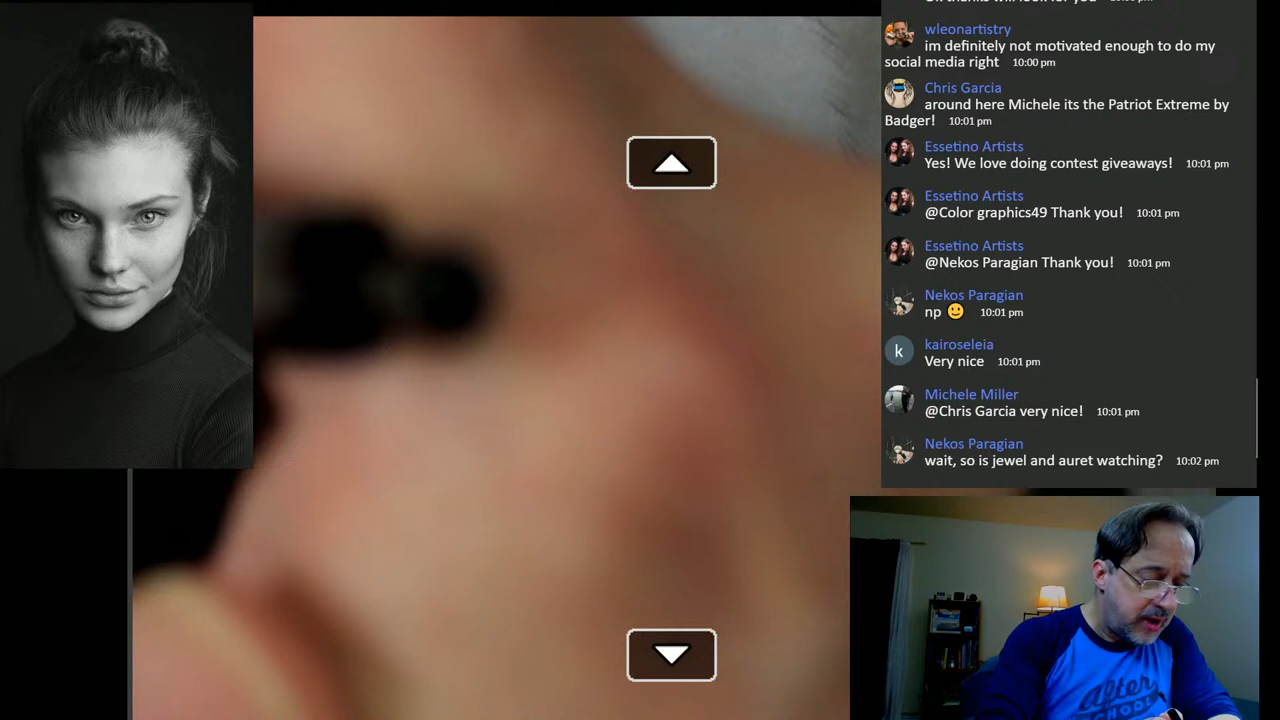 wleonartistry
im definitely not motivated enough to do my
social media right 10:00 pm
Chris Garcia
around here Michele its the Patriot Extreme by
Badger! 10:01 pm
Essetino Artists
Yes! We love doing contest giveaways! 10:01 pm
Essetino Artists
@Color graphics49 Thank you! 10:01 pm
Essetino Artists
@Nekos Paragian Thank you! 10:01 pm
Nekos Paragian
np 🙂 10:01 pm
k
kairoseleia
Very nice 10:01 pm
Michele Miller
@Chris Garcia very nice! 10:01 pm
Nekos Paragian
wait, so is jewel and auret watching? 10:02 pm
Alter